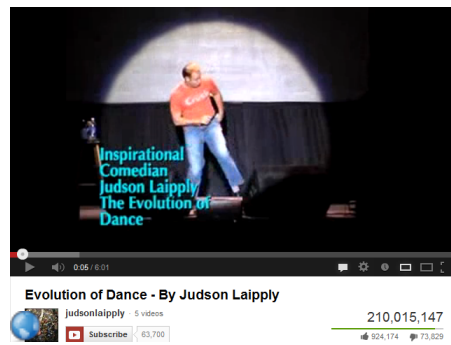 Inspirational
Comedian
Judson Laipply
The Evolution of
Dance
0:05 / 6:01
Evolution of Dance - By Judson Laipply
judsonlaipply · 5 videos
Subscribe 63,700
210,015,147
924,174 73,829